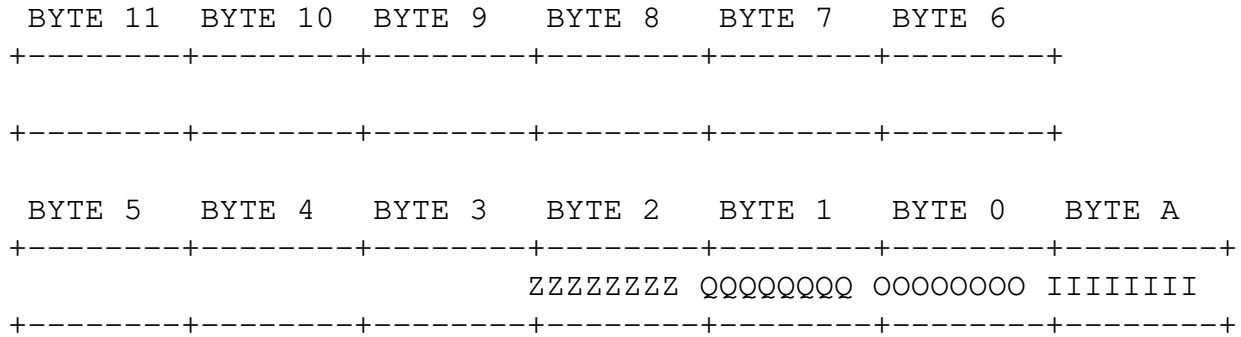 BYTE 11 BYTE 10 BYTE 9 BYTE 8 BYTE 7 BYTE 6
+--------+--------+--------+--------+--------+--------+
+--------+--------+--------+--------+--------+--------+
BYTE 5 BYTE 4 BYTE 3 BYTE 2 BYTE 1 BYTE 0 BYTE A
+--------+--------+--------+--------+--------+--------+--------+
ZZZZZZZZ QQQQQQQQ OOOOOOOO IIIIIIII
+--------+--------+--------+--------+--------+--------+--------+